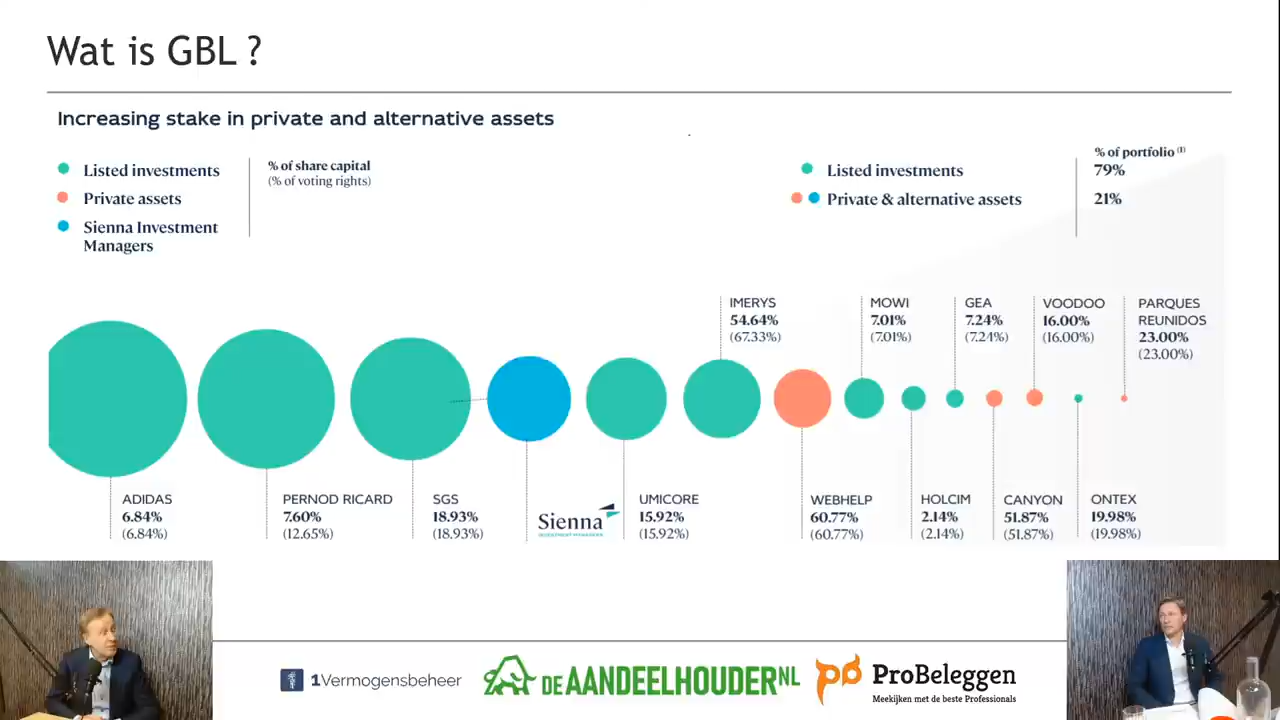 Wat is GBL ?
Increasing stake in private and alternative assets
Listed investments
Private assets
Sienna Investment
Managers
% of share capital
(% of voting rights)
% of portfolio (1)
Listed investments 79%
Private & alternative assets 21%
IMERYS
54.64%
(67.33%)
MOWI
7.01%
(7.01%)
GEA
7.24%
(7.24%)
VOODOO
16.00%
(16.00%)
PARQUES
REUNIDOS
23.00%
(23.00%)
ADIDAS
6.84%
(6.84%)
PERNOD RICARD
7.60%
(12.65%)
SGS
18.93%
(18.93%)
Sienna
UMICORE
15.92%
(15.92%)
WEBHELP
60.77%
(60.77%)
HOLCIM
2.14%
(2.14%)
CANYON
51.87%
(51.87%)
ONTEX
19.98%
(19.98%)
1Vermogensbeheer
DEAANDEELHOUDERNL
ProBeleggen
Meekijken met de beste Professionals